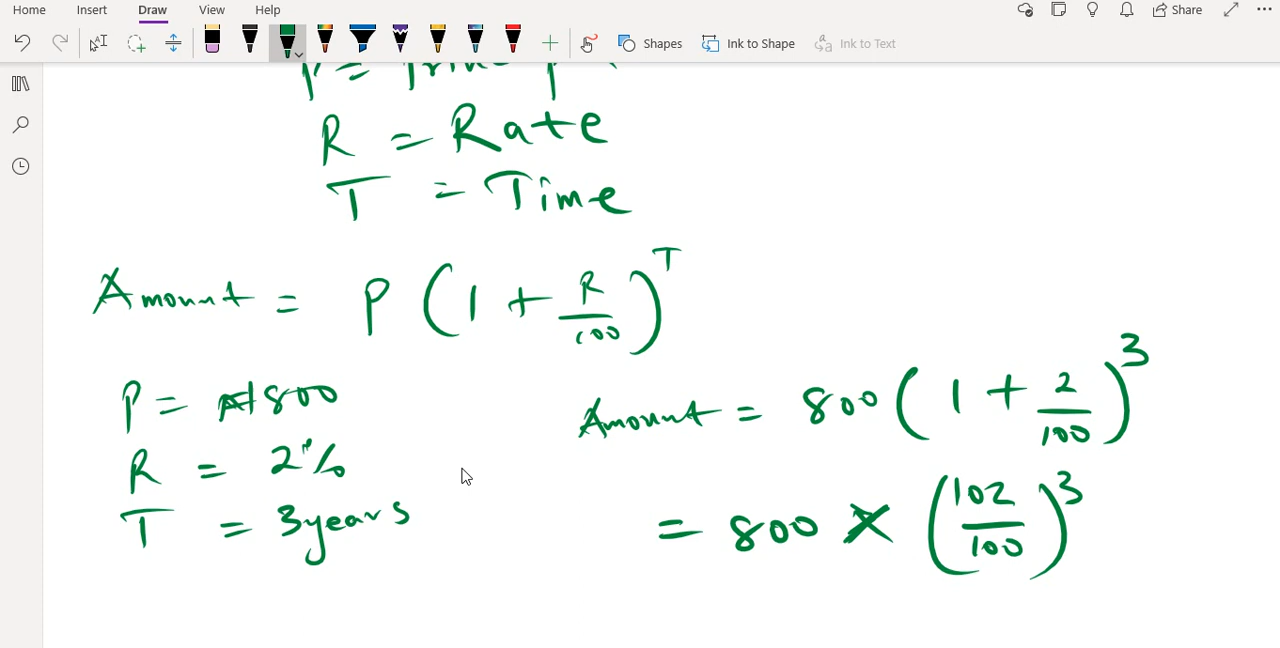 Home Insert Draw View Help Share
Shapes Ink to Shape Ink to Text
R = Rate
T = Time
Amount = P ( 1 + R/100 )^T
P = ₦800
R = 2%
T = 3years
Amount = 800 ( 1 + 2/100 )^3
= 800 × ( 102/100 )^3